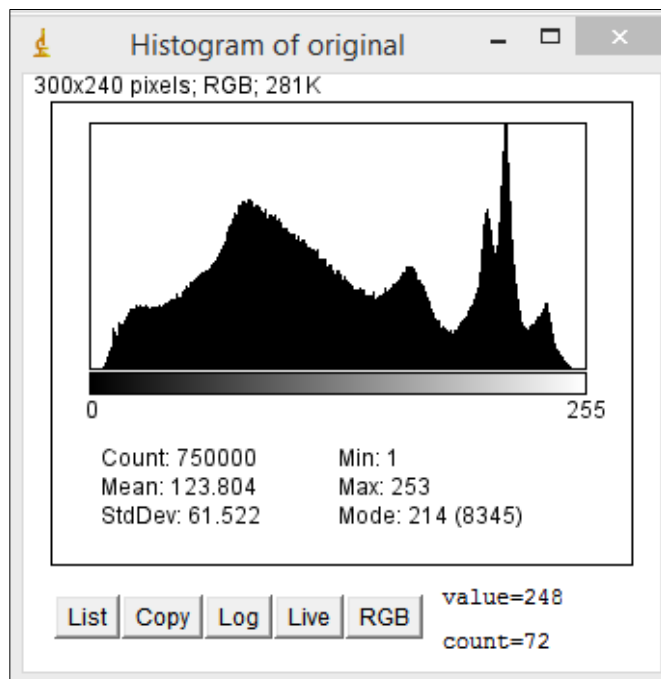 Histogram of original
300x240 pixels; RGB; 281K
0 255
Count: 750000 Min: 1
Mean: 123.804 Max: 253
StdDev: 61.522 Mode: 214 (8345)
List Copy Log Live RGB value=248
count=72